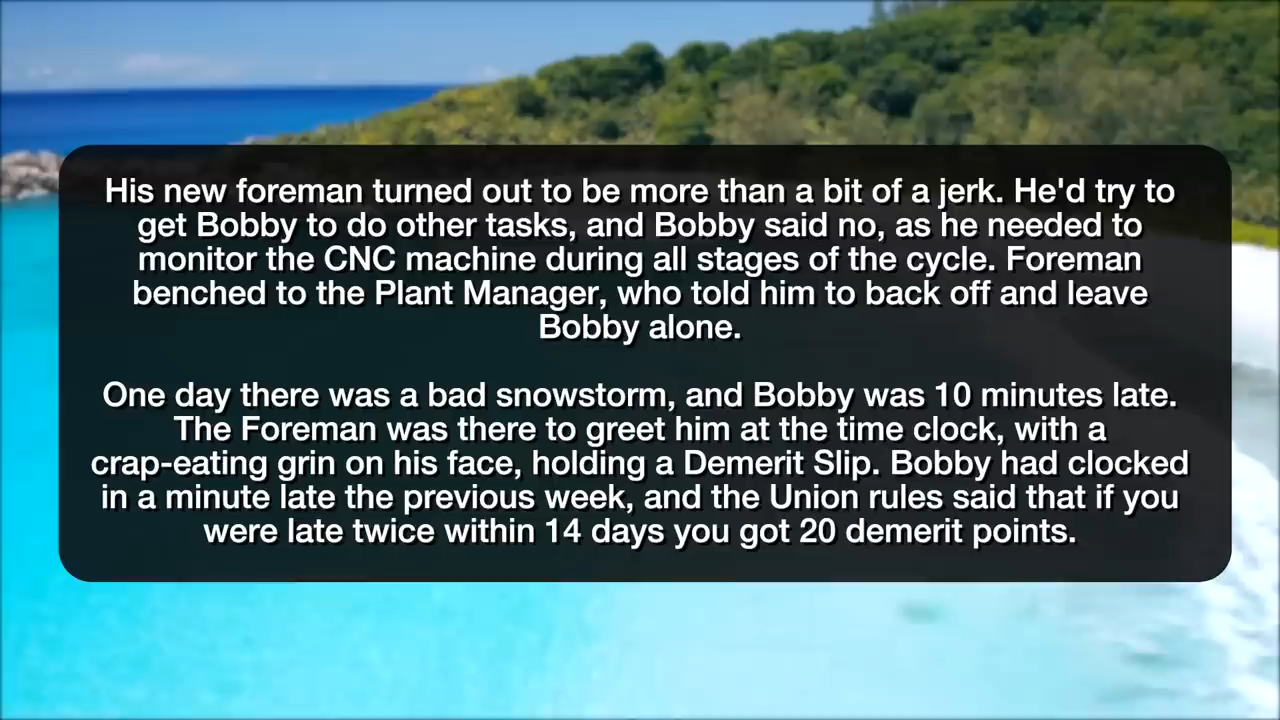 His new foreman turned out to be more than a bit of a jerk. He'd try to
get Bobby to do other tasks, and Bobby said no, as he needed to
monitor the CNC machine during all stages of the cycle. Foreman
benched to the Plant Manager, who told him to back off and leave
Bobby alone.
One day there was a bad snowstorm, and Bobby was 10 minutes late.
The Foreman was there to greet him at the time clock, with a
crap-eating grin on his face, holding a Demerit Slip. Bobby had clocked
in a minute late the previous week, and the Union rules said that if you
were late twice within 14 days you got 20 demerit points.